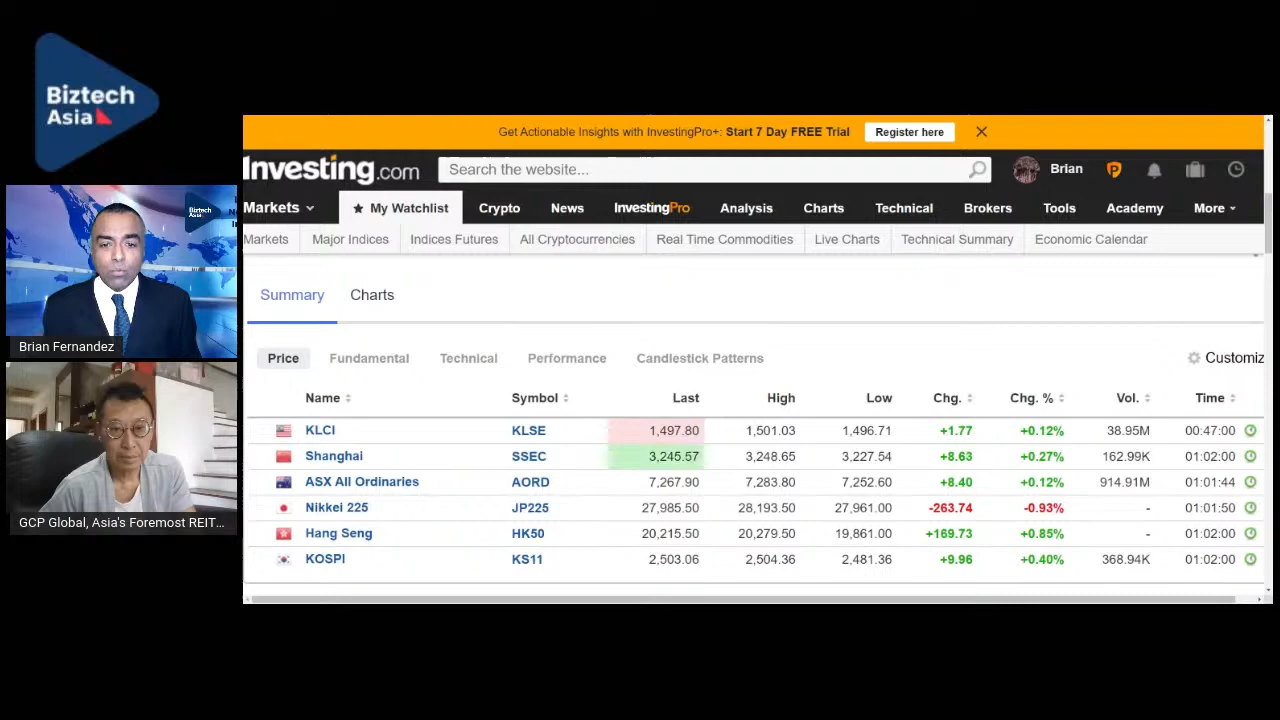 Biztech
Asia
Get Actionable Insights with InvestingPro+: Start 7 Day FREE Trial Register here
Investing.com Search the website... Brian
Markets My Watchlist Crypto News InvestingPro Analysis Charts Technical Brokers Tools Academy More
Markets Major Indices Indices Futures All Cryptocurrencies Real Time Commodities Live Charts Technical Summary Economic Calendar
Biztech
Asia
Brian Fernandez
GCP Global, Asia's Foremost REIT...
Summary Charts
Price Fundamental Technical Performance Candlestick Patterns Customiz
Name Symbol Last High Low Chg. Chg. % Vol. Time
KLCI KLSE 1,497.80 1,501.03 1,496.71 +1.77 +0.12% 38.95M 00:47:00
Shanghai SSEC 3,245.57 3,248.65 3,227.54 +8.63 +0.27% 162.99K 01:02:00
ASX All Ordinaries AORD 7,267.90 7,283.80 7,252.60 +8.40 +0.12% 914.91M 01:01:44
Nikkei 225 JP225 27,985.50 28,193.50 27,961.00 -263.74 -0.93% - 01:01:50
Hang Seng HK50 20,215.50 20,279.50 19,861.00 +169.73 +0.85% - 01:02:00
KOSPI KS11 2,503.06 2,504.36 2,481.36 +9.96 +0.40% 368.94K 01:02:00